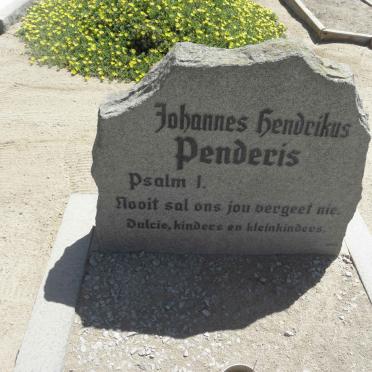 Johannes Hendrikus
Penderis
Psalm 1.
Nooit sal ons jou vergeet nie.
Dulcie, kinders en kleinkinders.